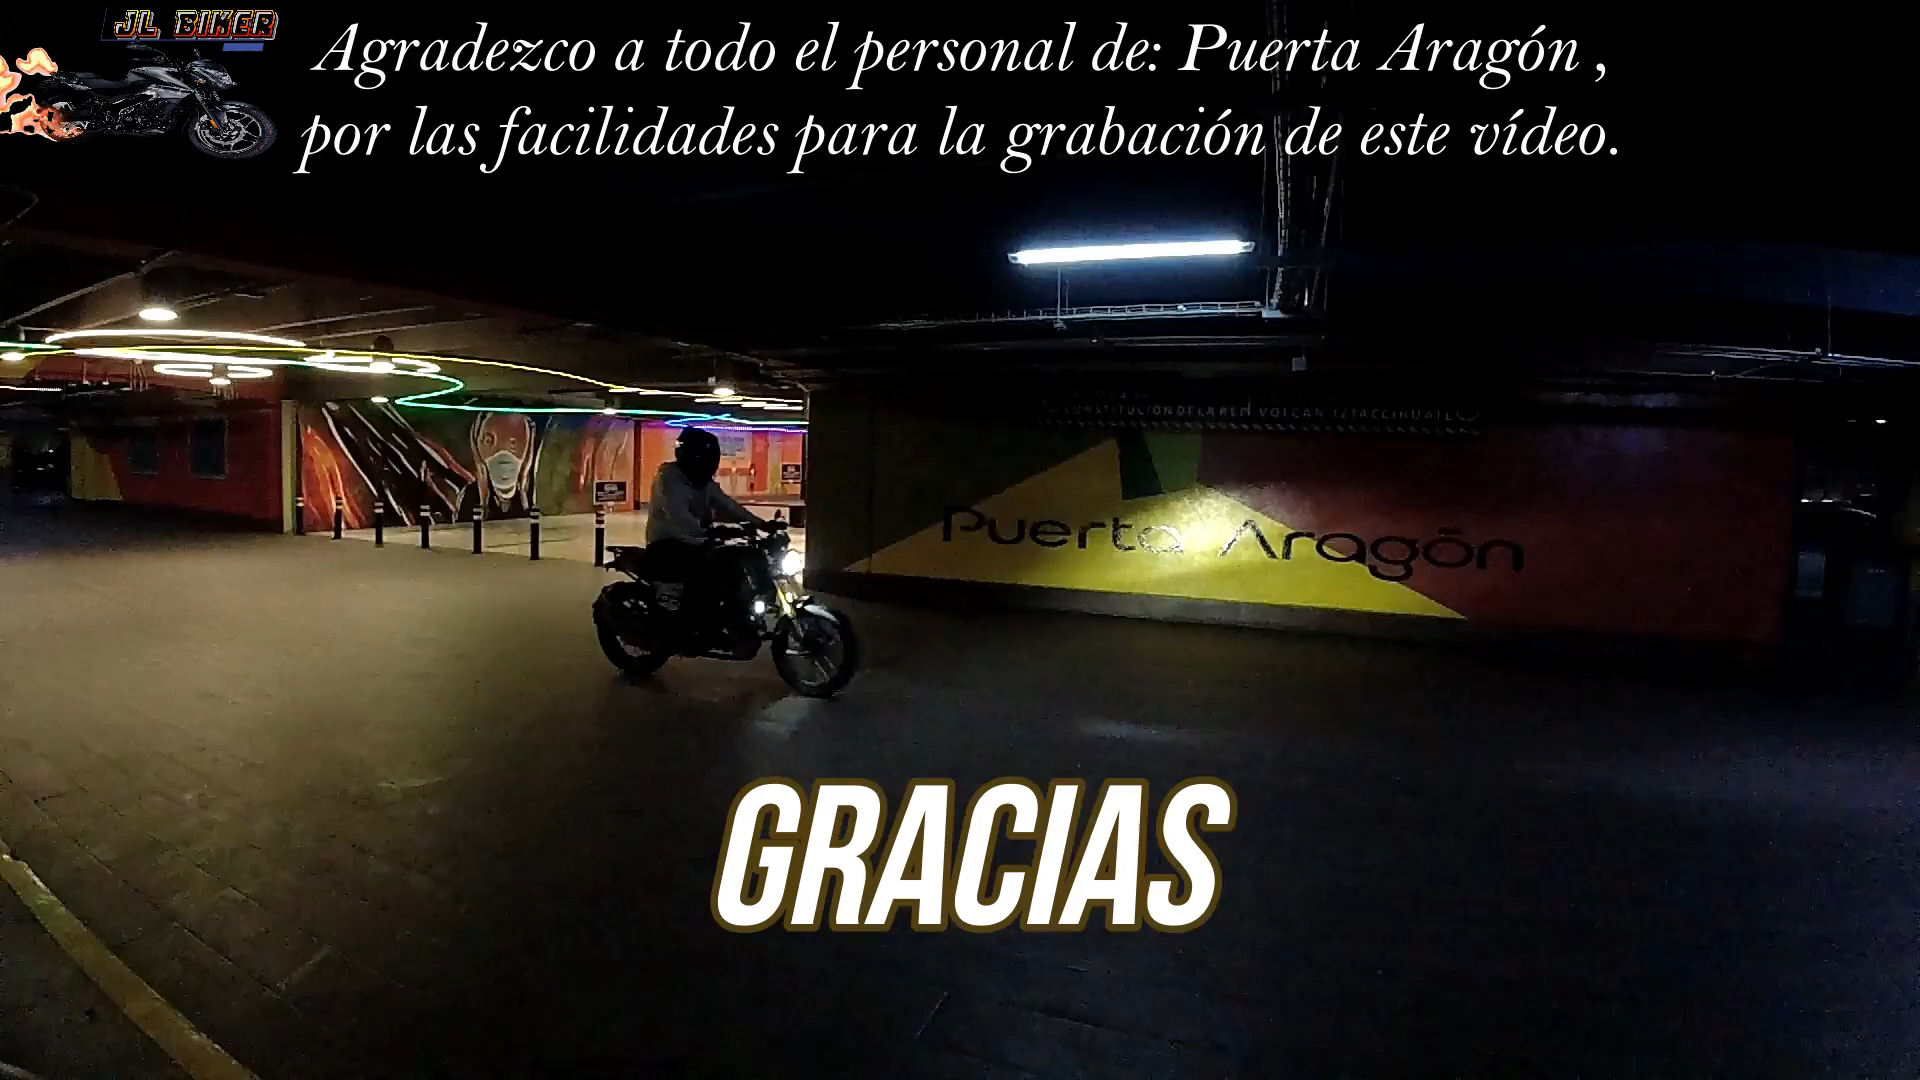 JL BIKER
Agradezco a todo el personal de: Puerta Aragón ,
por las facilidades para la grabación de este vídeo.
Puerta Aragón
GRACIAS